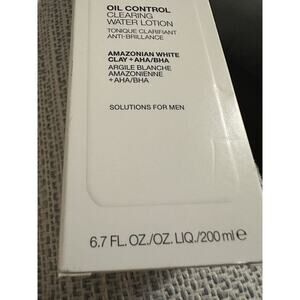 OIL CONTROL
CLEARING
WATER LOTION
TONIQUE CLARIFIANT
ANTI-BRILLANCE
AMAZONIAN WHITE
CLAY + AHA/BHA
ARGILE BLANCHE
AMAZONIENNE
+ AHA/BHA
SOLUTIONS FOR MEN
6.7 FL. OZ./OZ. LIQ./200 ml e